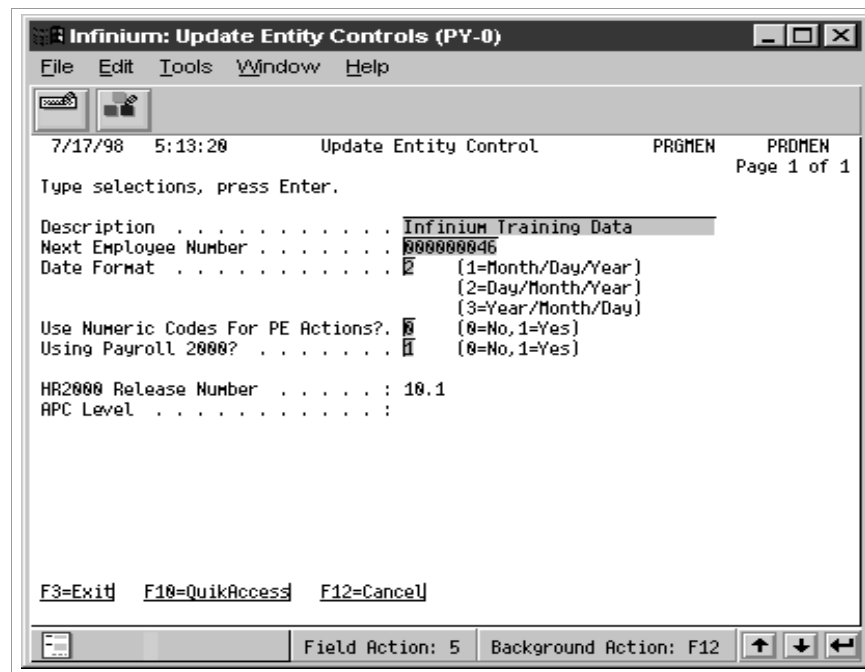 Infinium: Update Entity Controls (PY-0)
File Edit Tools Window Help
7/17/98 5:13:20 Update Entity Control PRGMEN PRDMEN
Page 1 of 1
Type selections, press Enter.
Description . . . . . . . . . . . . Infinium Training Data
Next Employee Number . . . . . . . 000000046
Date Format . . . . . . . . . . . . 2 (1=Month/Day/Year)
(2=Day/Month/Year)
(3=Year/Month/Day)
Use Numeric Codes For PE Actions?. 0 (0=No,1=Yes)
Using Payroll 2000? . . . . . . . 1 (0=No,1=Yes)
HR2000 Release Number . . . . . : 10.1
APC Level . . . . . . . . . . . :
F3=Exit F10=QuikAccess F12=Cancel
Field Action: 5 Background Action: F12